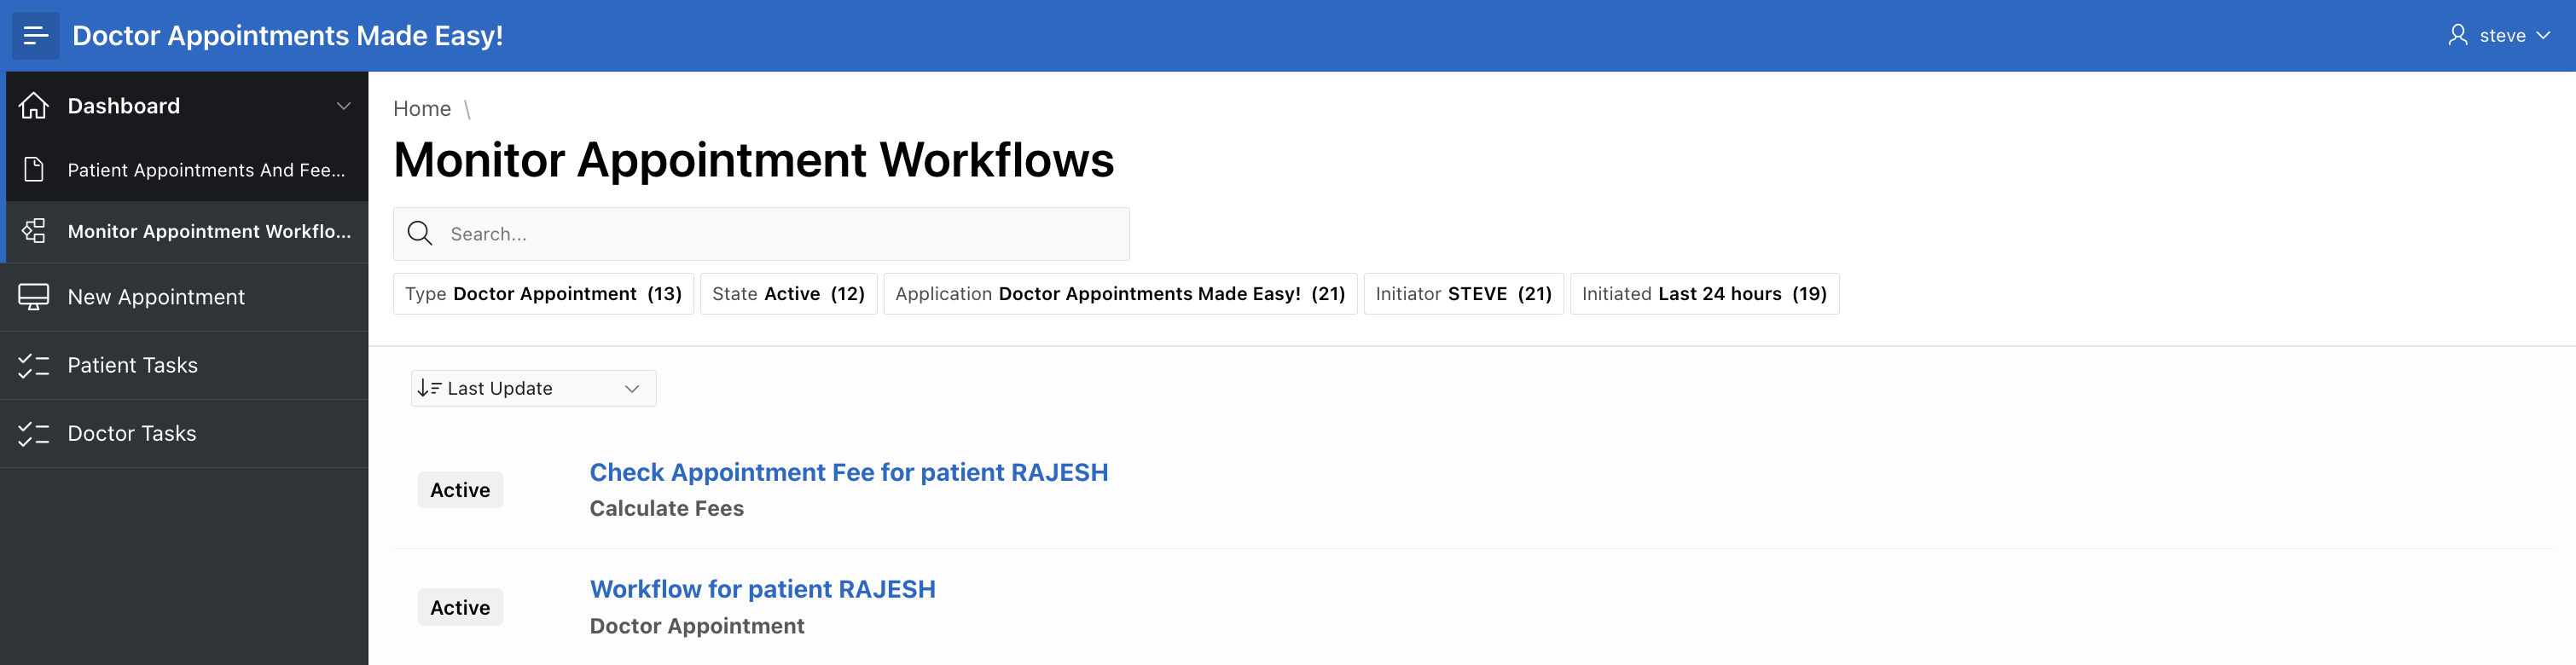 Doctor Appointments Made Easy!
steve
Dashboard
Patient Appointments And Fee...
Monitor Appointment Workflo...
New Appointment
Patient Tasks
Doctor Tasks
Home \
Monitor Appointment Workflows
Search...
Type Doctor Appointment (13) State Active (12) Application Doctor Appointments Made Easy! (21) Initiator STEVE (21) Initiated Last 24 hours (19)
Last Update
Active
Check Appointment Fee for patient RAJESH
Calculate Fees
Active
Workflow for patient RAJESH
Doctor Appointment